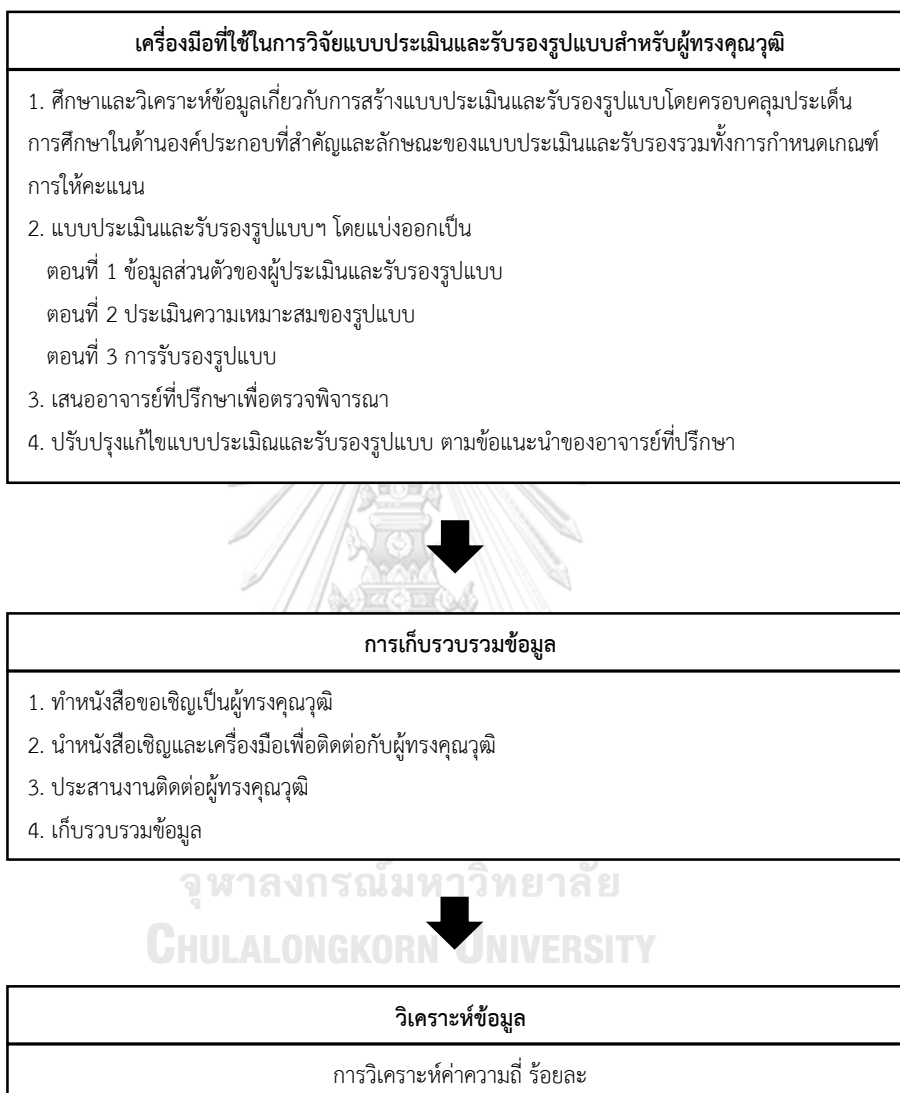 เครื่องมือที่ใช้ในการวิจัยแบบประเมินและรับรองรูปแบบสำหรับผู้ทรงคุณวุฒิ
1. ศึกษาและวิเคราะห์ข้อมูลเกี่ยวกับการสร้างแบบประเมินและรับรองรูปแบบโดยครอบคลุมประเด็น
การศึกษาในด้านองค์ประกอบที่สำคัญและลักษณะของแบบประเมินและรับรองรวมทั้งการกำหนดเกณฑ์
การให้คะแนน
2. แบบประเมินและรับรองรูปแบบฯ โดยแบ่งออกเป็น
ตอนที่ 1 ข้อมูลส่วนตัวของผู้ประเมินและรับรองรูปแบบ
ตอนที่ 2 ประเมินความเหมาะสมของรูปแบบ
ตอนที่ 3 การรับรองรูปแบบ
3. เสนออาจารย์ที่ปรึกษาเพื่อตรวจพิจารณา
4. ปรับปรุงแก้ไขแบบประเมิณและรับรองรูปแบบ ตามข้อแนะนำของอาจารย์ที่ปรึกษา
การเก็บรวบรวมข้อมูล
1. ทำหนังสือขอเชิญเป็นผู้ทรงคุณวุฒิ
2. นำหนังสือเชิญและเครื่องมือเพื่อติดต่อกับผู้ทรงคุณวุฒิ
3. ประสานงานติดต่อผู้ทรงคุณวุฒิ
4. เก็บรวบรวมข้อมูล
จุฬาลงกรณ์มหาวิทยาลัย
CHULALONGKORN UNIVERSITY
วิเคราะห์ข้อมูล
การวิเคราะห์ค่าความถี่ ร้อยละ